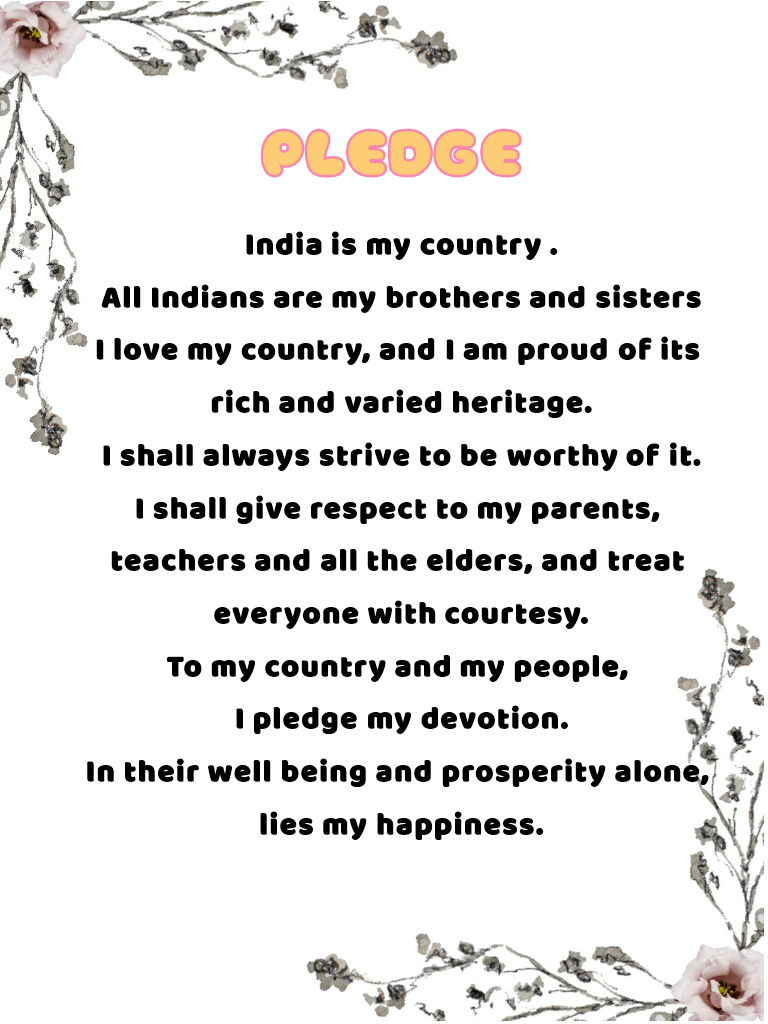 PLEDGE
India is my country .
All Indians are my brothers and sisters
I love my country, and I am proud of its
rich and varied heritage.
I shall always strive to be worthy of it.
I shall give respect to my parents,
teachers and all the elders, and treat
everyone with courtesy.
To my country and my people,
I pledge my devotion.
In their well being and prosperity alone,
lies my happiness.